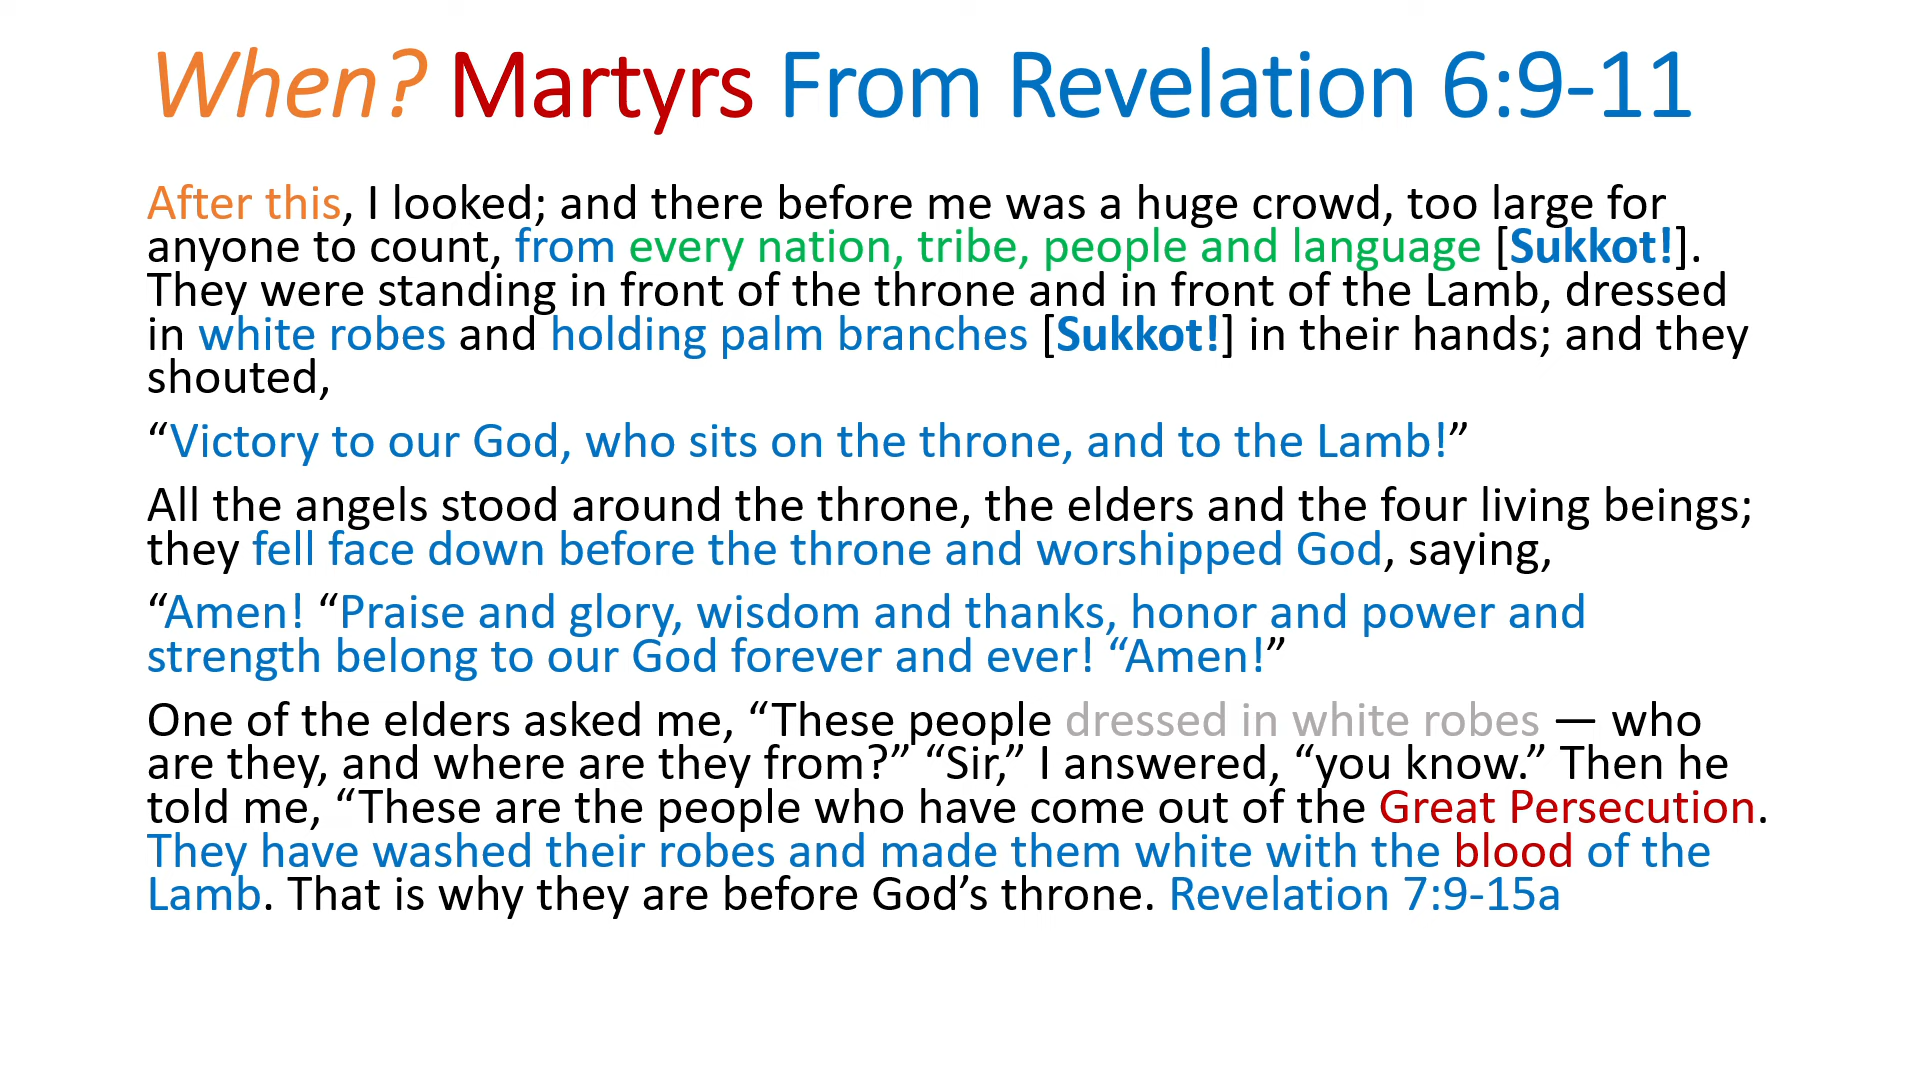 When? Martyrs From Revelation 6:9-11
After this, I looked; and there before me was a huge crowd, too large for
anyone to count, from every nation, tribe, people and language [Sukkot!].
They were standing in front of the throne and in front of the Lamb, dressed
in white robes and holding palm branches [Sukkot!] in their hands; and they
shouted,
“Victory to our God, who sits on the throne, and to the Lamb!”
All the angels stood around the throne, the elders and the four living beings;
they fell face down before the throne and worshipped God, saying,
“Amen! “Praise and glory, wisdom and thanks, honor and power and
strength belong to our God forever and ever! “Amen!”
One of the elders asked me, “These people dressed in white robes — who
are they, and where are they from?” “Sir,” I answered, “you know.” Then he
told me, “These are the people who have come out of the Great Persecution.
They have washed their robes and made them white with the blood of the
Lamb. That is why they are before God’s throne. Revelation 7:9-15a